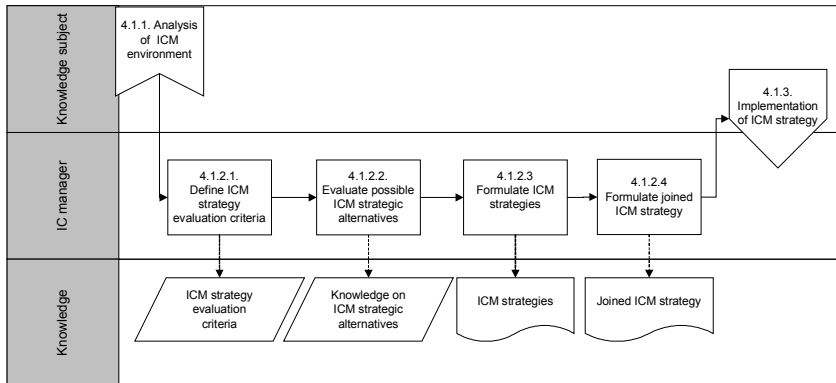 Knowledge subject
4.1.1. Analysis
of ICM
environment
4.1.3.
Implementation
of ICM strategy
IC manager
4.1.2.1.
Define ICM
strategy
evaluation criteria
4.1.2.2.
Evaluate possible
ICM strategic
alternatives
4.1.2.3
Formulate ICM
strategies
4.1.2.4
Formulate joined
ICM strategy
Knowledge
ICM strategy
evaluation
criteria
Knowledge on
ICM strategic
alternatives
ICM strategies
Joined ICM strategy